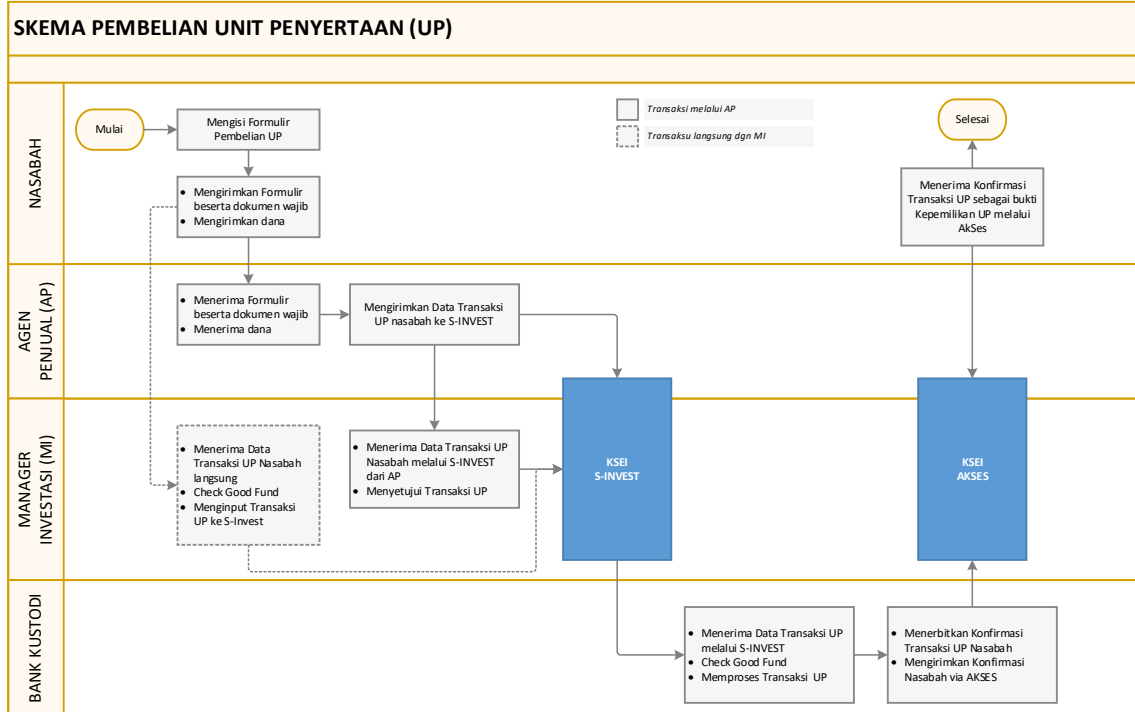 SKEMA PEMBELIAN UNIT PENYERTAAN (UP)
NASABAH
Mulai
Mengisi Formulir
Pembelian UP
Transaksi melalui AP
Transaksu langsung dgn MI
Selesai
• Mengirimkan Formulir
beserta dokumen wajib
• Mengirimkan dana
Menerima Konfirmasi
Transaksi UP sebagai bukti
Kepemilikan UP melalui
AkSes
AGEN
PENJUAL (AP)
• Menerima Formulir
beserta dokumen wajib
• Menerima dana
Mengirimkan Data Transaksi
UP nasabah ke S-INVEST
MANAGER
INVESTASI (MI)
• Menerima Data
Transaksi UP Nasabah
langsung
• Check Good Fund
• Menginput Transaksi
UP ke S-Invest
• Menerima Data Transaksi UP
Nasabah melalui S-INVEST
dari AP
• Menyetujui Transaksi UP
KSEI
S-INVEST
KSEI
AKSES
BANK KUSTODI
• Menerima Data Transaksi UP
melalui S-INVEST
• Check Good Fund
• Memproses Transaksi UP
• Menerbitkan Konfirmasi
Transaksi UP Nasabah
• Mengirimkan Konfirmasi
Nasabah via AKSES